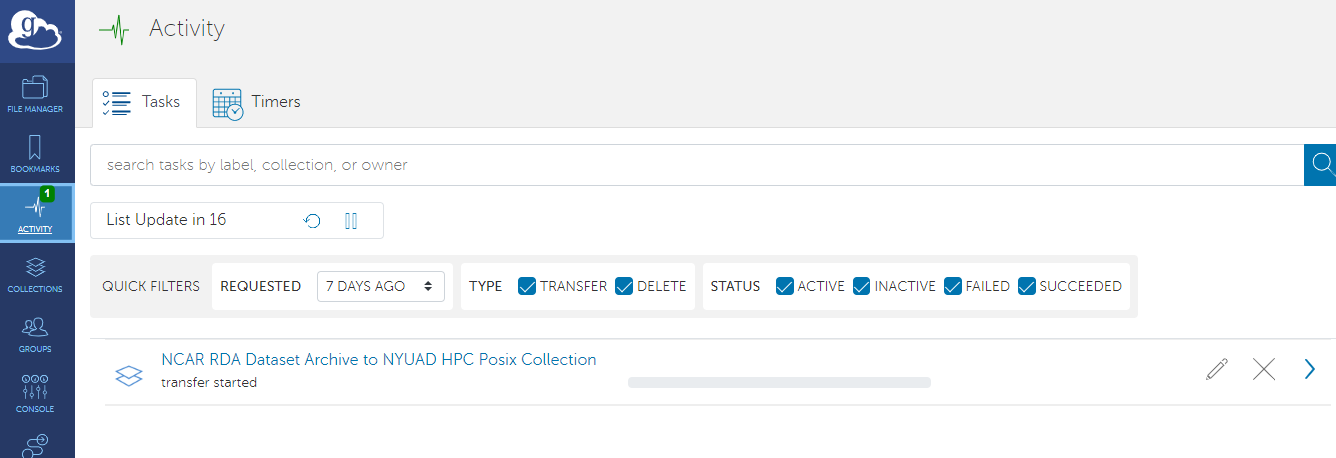 g
Activity
FILE MANAGER
Tasks
Timers
BOOKMARKS
search tasks by label, collection, or owner
1
ACTIVITY
List Update in 16
COLLECTIONS
QUICK FILTERS REQUESTED 7 DAYS AGO TYPE TRANSFER DELETE STATUS ACTIVE INACTIVE FAILED SUCCEEDED
GROUPS
NCAR RDA Dataset Archive to NYUAD HPC Posix Collection
transfer started
CONSOLE